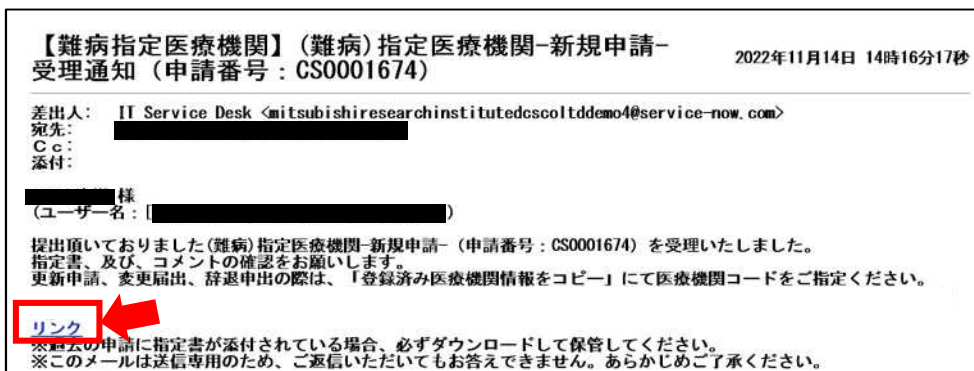 【難病指定医療機関】(難病)指定医療機関-新規申請-
受理通知（申請番号：CS0001674）
2022年11月14日 14時16分17秒
差出人： IT Service Desk <mitsubishiresearchinstitutedcscoltddemo4@service-now.com>
宛先：
Ｃｃ：
添付：
様
(ユーザー名：[ )
提出頂いておりました(難病)指定医療機関-新規申請-（申請番号：CS0001674）を受理いたしました。
指定書、及び、コメントの確認をお願いします。
更新申請、変更届出、辞退申出の際は、「登録済み医療機関情報をコピー」にて医療機関コードをご指定ください。
リンク
※過去の申請に指定書が添付されている場合、必ずダウンロードして保管してください。
※このメールは送信専用のため、ご返信いただいてもお答えできません。あらかじめご了承ください。